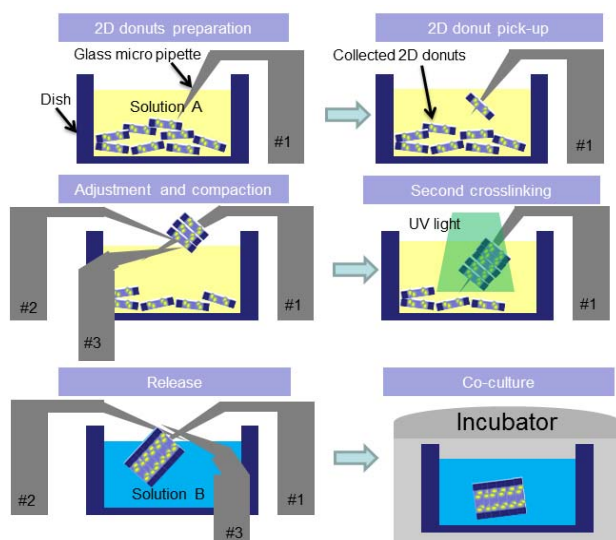 2D donuts preparation
2D donut pick-up
Glass micro pipette
Collected 2D donuts
Dish
Solution A
#1
#1
Adjustment and compaction
Second crosslinking
UV light
#2
#1
#1
#3
Release
Co-culture
Incubator
#2
Solution B
#1
#3